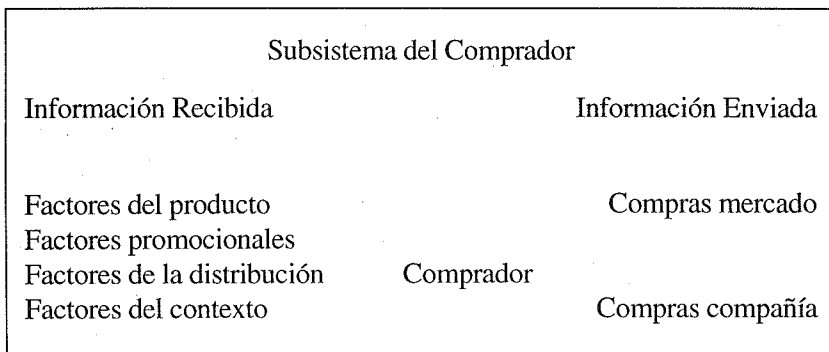 Subsistema del Comprador
Información Recibida Información Enviada
Factores del producto Compras mercado
Factores promocionales
Factores de la distribución Comprador
Factores del contexto Compras compañía